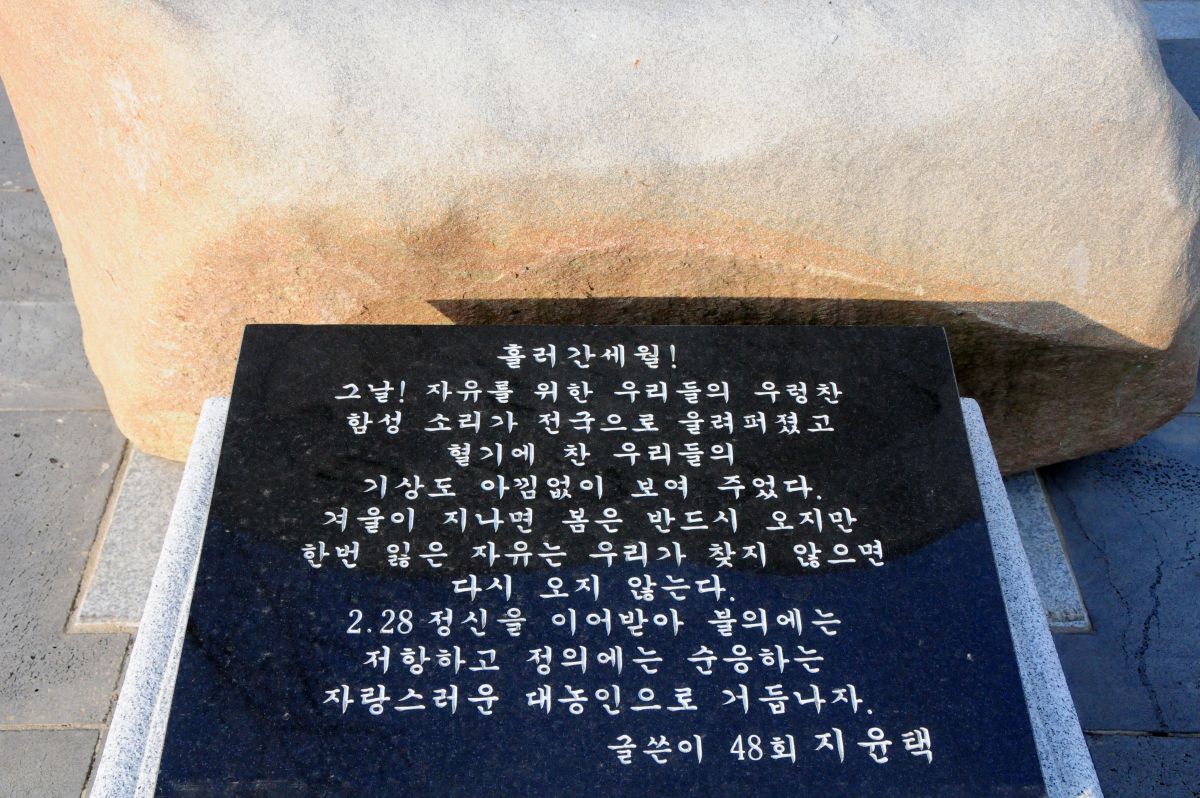 흘러간세월!
그날! 자유를 위한 우리들의 우렁찬
함성 소리가 전국으로 울려퍼졌고
혈기에 찬 우리들의
기상도 아낌없이 보여 주었다.
겨울이 지나면 봄은 반드시 오지만
한번 잃은 자유는 우리가 찾지 않으면
다시 오지 않는다.
2.28 정신을 이어받아 불의에는
저항하고 정의에는 순응하는
자랑스러운 대농인으로 거듭나자.
글쓴이 48회 지윤택